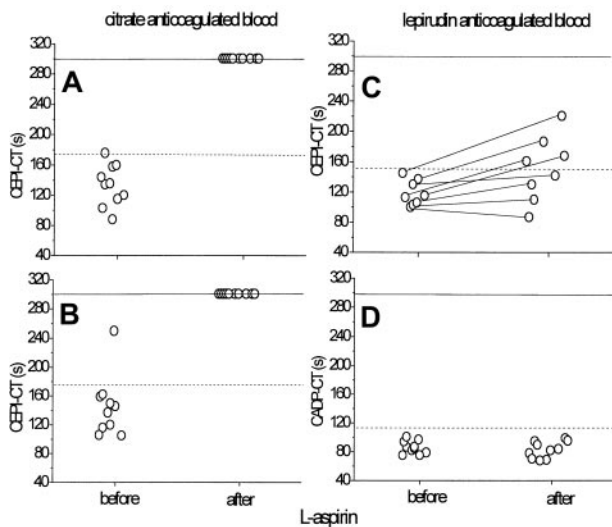 citrate anticoagulated blood
lepirudin anticoagulated blood
A
CEPI-CT (s)
320
280
240
200
160
120
80
40
C
CEPI-CT (s)
320
280
240
200
160
120
80
40
B
CEPI-CT (s)
320
280
240
200
160
120
80
40
before
after
D
CADP-CT (s)
320
280
240
200
160
120
80
40
before
after
L-aspirin